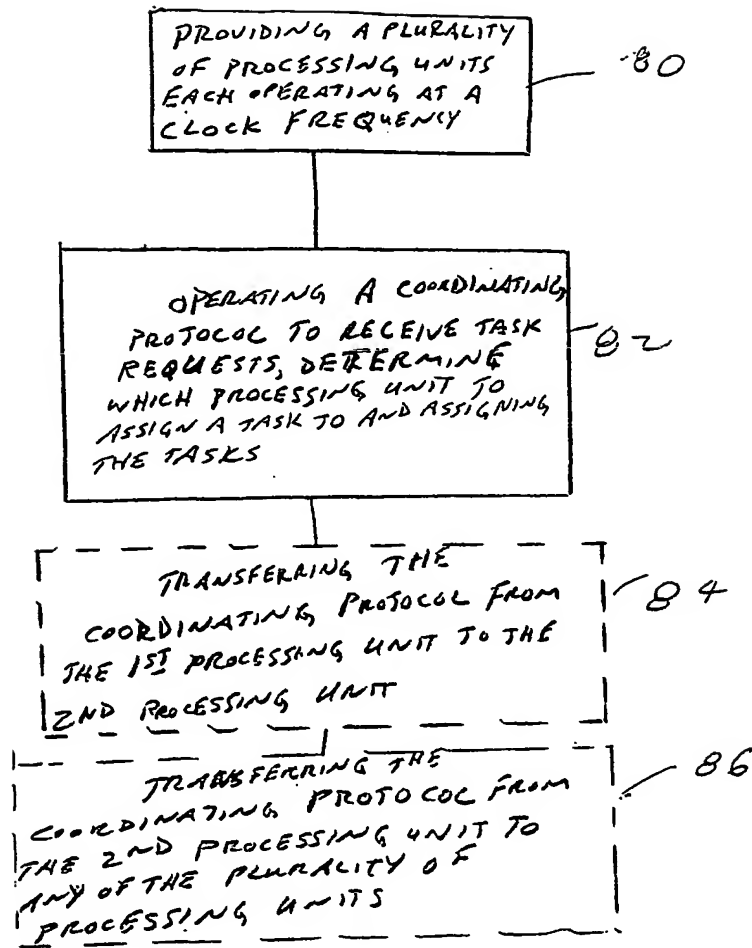 PROVIDING A PLURALITY
OF PROCESSING UNITS
EACH OPERATING AT A
CLOCK FREQUENCY
80
OPERATING A COORDINATING
PROTOCOL TO RECEIVE TASK
REQUESTS, DETERMINE
WHICH PROCESSING UNIT TO
ASSIGN A TASK TO AND ASSIGNING
THE TASKS
82
TRANSFERRING THE
COORDINATING PROTOCOL FROM
THE 1ST PROCESSING UNIT TO THE
2ND PROCESSING UNIT
84
TRANSFERRING THE
COORDINATING PROTOCOL FROM
THE 2ND PROCESSING UNIT TO
ANY OF THE PLURALITY OF
PROCESSING UNITS
86